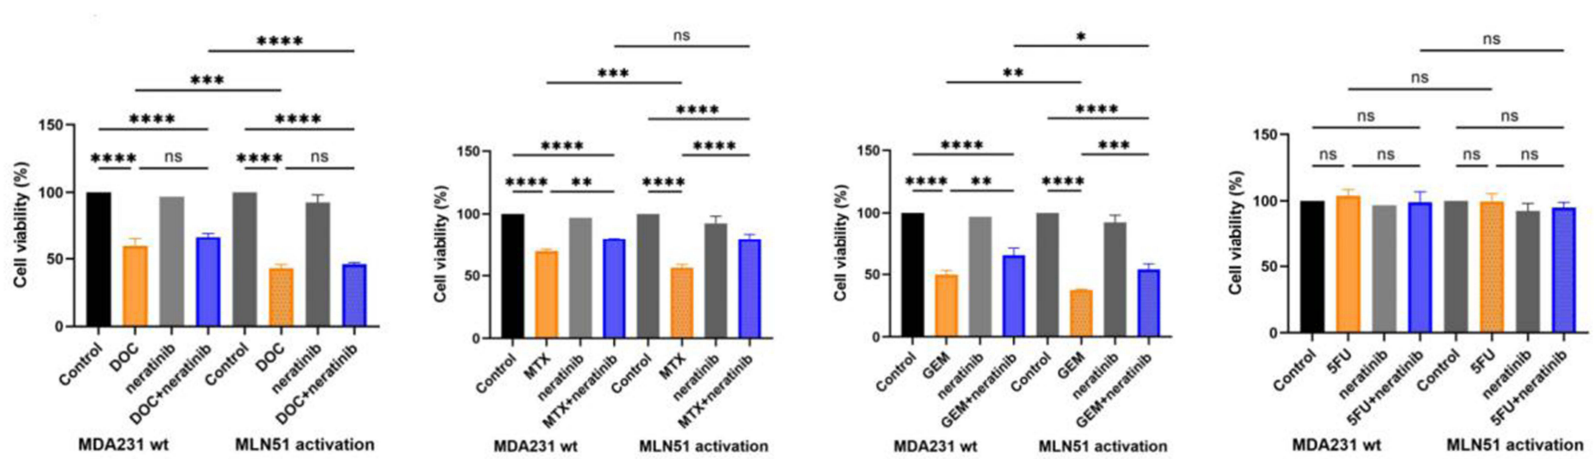 ****
***
****
****
****
ns
****
ns
150
100
50
0
Cell viability (%)
Control
DOC
neratinib
DOC+neratinib
Control
DOC
neratinib
DOC+neratinib
MDA231 wt
MLN51 activation
ns
***
****
****
****
****
**
****
150
100
50
0
Cell viability (%)
Control
MTX
neratinib
MTX+neratinib
Control
MTX
neratinib
MTX+neratinib
MDA231 wt
MLN51 activation
*
**
****
****
***
****
**
****
150
100
50
0
Cell viability (%)
Control
GEM
neratinib
GEM+neratinib
Control
GEM
neratinib
GEM+neratinib
MDA231 wt
MLN51 activation
ns
ns
ns
ns
ns
ns
ns
ns
150
100
50
0
Cell viability (%)
Control
5FU
neratinib
5FU+neratinib
Control
5FU
neratinib
5FU+neratinib
MDA231 wt
MLN51 activation